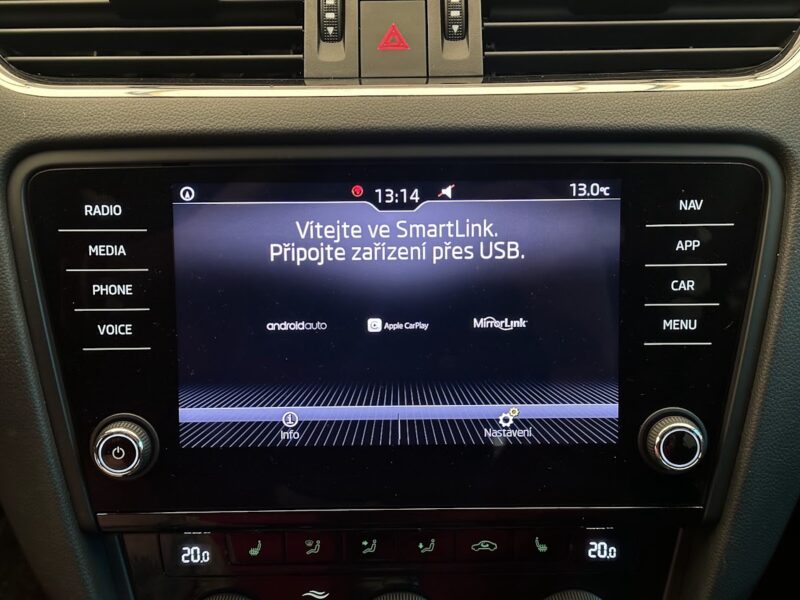 13:14
13.0°C
Vítejte ve SmartLink.
Připojte zařízení přes USB.
androidauto
Apple CarPlay
MirrorLink
Info
Nastavení
RADIO
MEDIA
PHONE
VOICE
NAV
APP
CAR
MENU
20.0
20.0